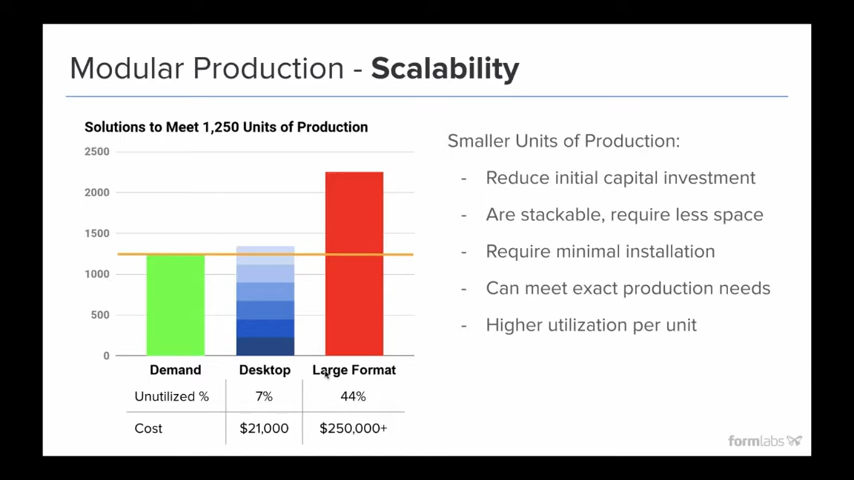 Modular Production - Scalability
Solutions to Meet 1,250 Units of Production
2500
2000
1500
1000
500
0
Demand Desktop Large Format
Unutilized % 7% 44%
Cost $21,000 $250,000+
Smaller Units of Production:
- Reduce initial capital investment
- Are stackable, require less space
- Require minimal installation
- Can meet exact production needs
- Higher utilization per unit
formlabs